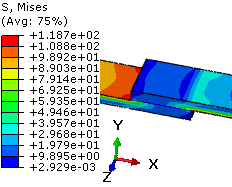 S, Mises
(Avg: 75%)
+1.187e+02
+1.088e+02
+9.892e+01
+8.903e+01
+7.914e+01
+6.925e+01
+5.935e+01
+4.946e+01
+3.957e+01
+2.968e+01
+1.979e+01
+9.895e+00
+2.929e-03
Y
X
Z